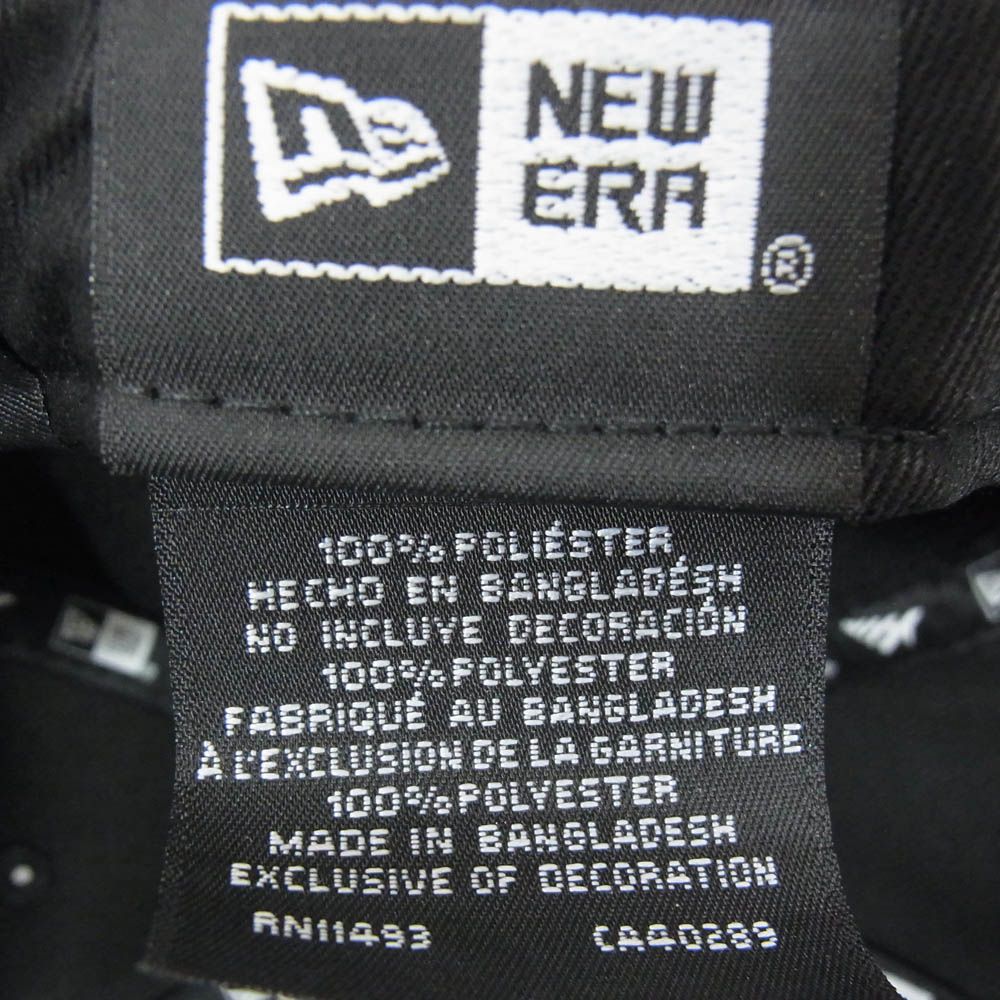 NEW
ERA
®
100% POLIÉSTER
HECHO EN BANGLADÉSH
NO INCLUYE DECORACIÓN
100% POLYESTER
FABRIQUÉ AU BANGLADESH
À L'EXCLUSION DE LA GARNITURE
100% POLYESTER
MADE IN BANGLADESH
EXCLUSIVE OF DECORATION
RN11493 CA40289